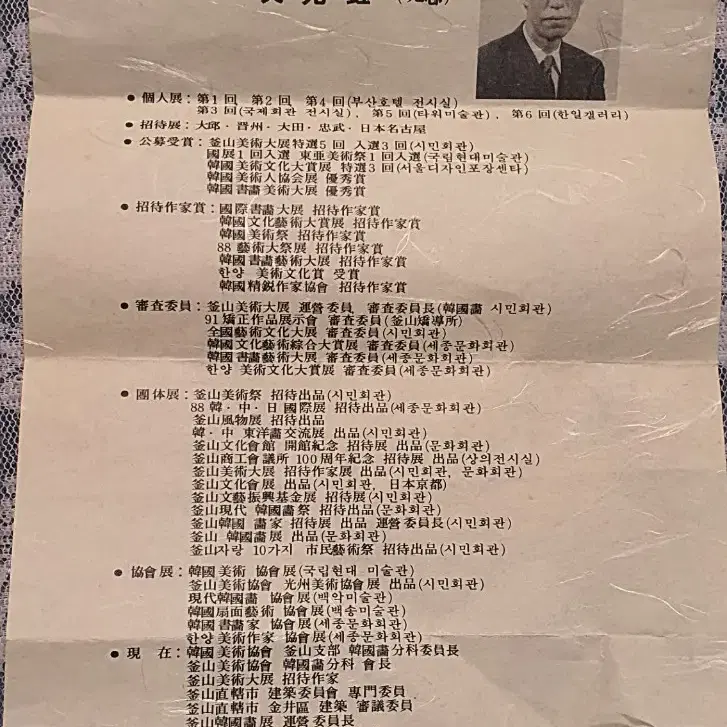 ● 個人展 : 第1回 第2回 第4回(부산호텔 전시실)
第3回(국제회관 전시실), 第5回(타워미술관), 第6回(한일갤러리)
● 招待展 : 大邱・晋州・大田・忠武・日本名古屋
● 公募受賞 : 釜山美術大展特選5回 入選3回(시민회관)
國展1回入選 東亜美術祭1回入選(국립현대미술관)
韓國美術文化大賞展 特選3回(서울디자인포장센타)
韓國美術人協会展 優秀賞
韓國書畵美術大展 優秀賞
● 招待作家賞 : 國際書畵大展 招待作家賞
韓國文化藝術大賞展 招待作家賞
韓國美術祭 招待作家賞
88 藝術大祭展 招待作家賞
韓國書畵藝術大展 招待作家賞
한양 美術文化賞 受賞
韓國精鋭作家協會 招待作家賞
● 審査委員 : 釜山美術大展 運營委員, 審査委員長(韓國畵 시민회관)
91 矯正作品展示會 審査委員(釜山矯導所)
全國藝術文化大展 審査委員(시민회관)
韓國文化藝術綜合大賞展 審査委員(세종문화회관)
韓國書畵藝術大展 審査委員(세종문화회관)
한양 美術文化大賞展 審査委員(세종문화회관)
● 團体展 : 釜山美術祭 招待出品(시민회관)
88 韓・中・日 國際展 招待出品(세종문화회관)
釜山風物展 招待出品
韓・中 東洋畵交流展 出品(시민회관)
釜山文化會館 開館紀念 招待展 出品(문화회관)
釜山商工會議所 100周年紀念 招待展 出品(상의전시실)
釜山美術大展 招待作家展 出品(시민회관, 문화회관)
釜山文化會展 出品(시민회관, 日本京都)
釜山文藝振興基金展 招待展(시민회관)
釜山現代 韓國畵祭 招待出品(문화회관)
釜山韓國 畵家 招待展 出品 運營委員長(시민회관)
釜山 韓國畵展 出品(문화회관)
釜山자랑 10가지 市民藝術祭 招待出品(시민회관)
● 協會展 : 韓國美術 協會展(국립현대 미술관)
釜山美術協會 光州美術協會展 出品(시민회관)
現代韓國畵 協會展(백악미술관)
韓國扇面藝術 協會展(백송미술관)
韓國書畵家 協會展(세종문화회관)
한양美術作家 協會展(세종문화회관)
● 現 在 : 韓國美術協會 釜山支部 韓國畵分科委員長
釜山美術協會 韓國畵分科 會長
釜山美術大展 招待作家
釜山直轄市 建築委員會 專門委員
釜山直轄市 金井區 建築 審議委員
釜山韓國畵展 運營委員長